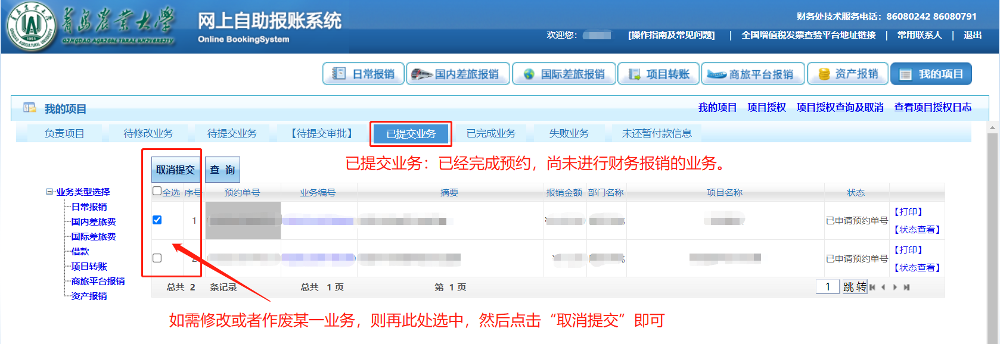 青岛农业大学
QINGDAO AGRICULTURAL UNIVERSITY
网上自助报账系统
Online BookingSystem
财务处技术服务电话：86080242 86080791
欢迎您：
[操作指南及常见问题] | 全国增值税发票查验平台地址链接 | 常用联系人 | 退出
日常报销 国内差旅报销 国际差旅报销 项目转账 商旅平台报销 资产报销 我的项目
我的项目
我的项目 项目授权 项目授权查询及取消 查看项目授权日志
负责项目 待修改业务 待提交业务 【待提交审批】 已提交业务 已完成业务 失败业务 未还暂付款信息
取消提交 查 询
已提交业务：已经完成预约，尚未进行财务报销的业务。
业务类型选择
日常报销
国内差旅费
国际差旅费
借款
项目转账
商旅平台报销
资产报销
全选 序号 预约单号 业务编号 摘要 报销金额 部门名称 项目名称 状态
1 已申请预约单号 【打印】
【状态查看】
2 已申请预约单号 【打印】
【状态查看】
总共 2 条记录 总共 1 页 第 1 页 1 跳 转
如需修改或者作废某一业务，则再此处选中，然后点击“取消提交”即可